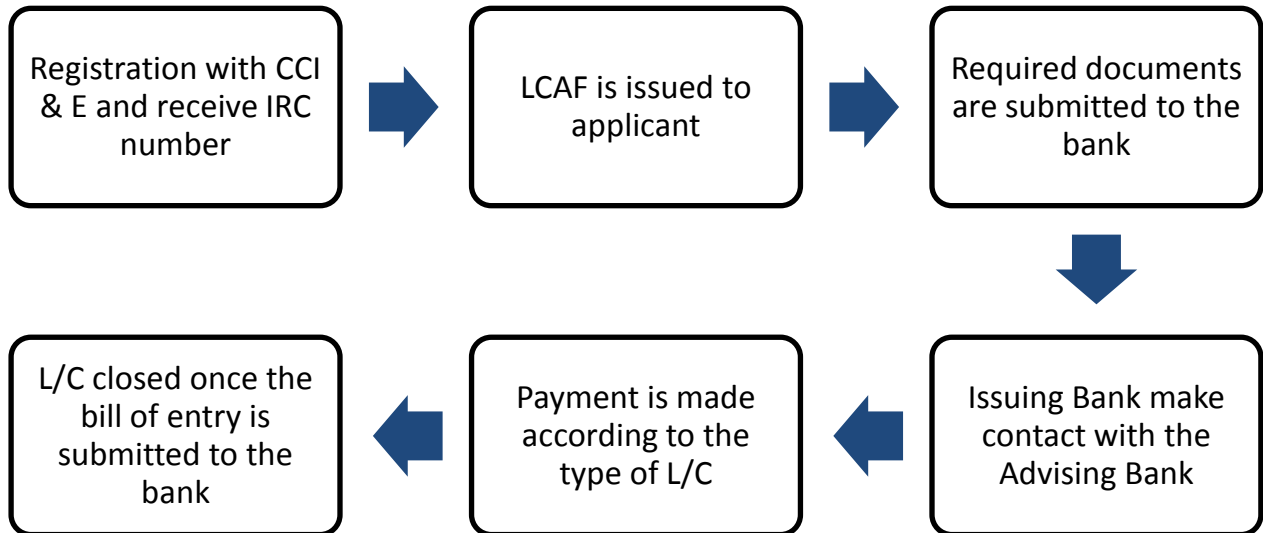 Registration with CCI
& E and receive IRC
number
LCAF is issued to
applicant
Required documents
are submitted to the
bank
Issuing Bank make
contact with the
Advising Bank
Payment is made
according to the
type of L/C
L/C closed once the
bill of entry is
submitted to the
bank